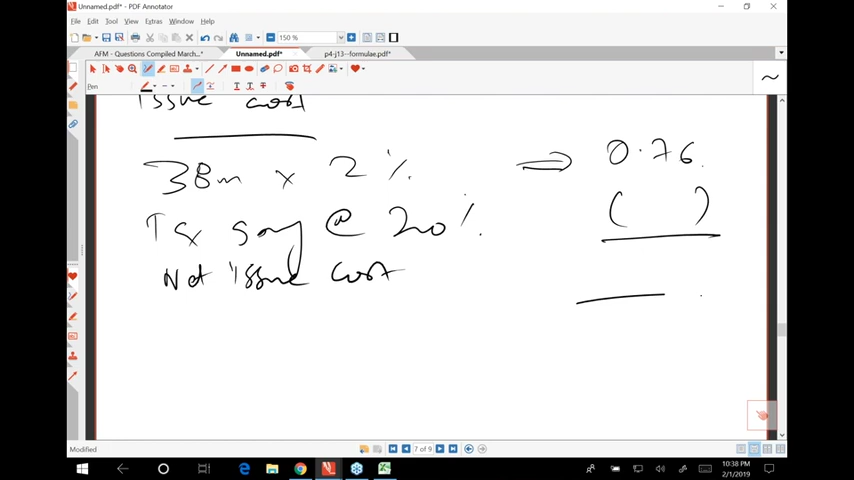 Unnamed.pdf* - PDF Annotator
File Edit Document View Tool Extras Window Help
150 %
AFM - Questions Compiled March...* Unnamed.pdf* p4-j13--formulae.pdf*
Pen
Issue cost
38m x 2 % ⇒ 0.76
Tax saving @ 20 % ( )
Net issue cost
Modified 7 of 9
10:38 PM
2/1/2019